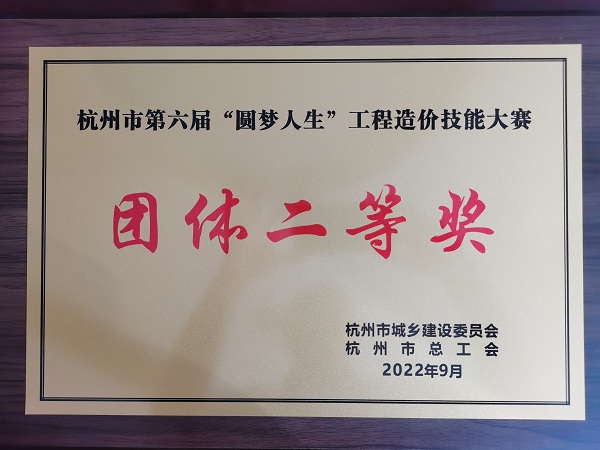 杭州市第六届“圆梦人生”工程造价技能大赛
团体二等奖
杭州市城乡建设委员会
杭州市总工会
2022年9月